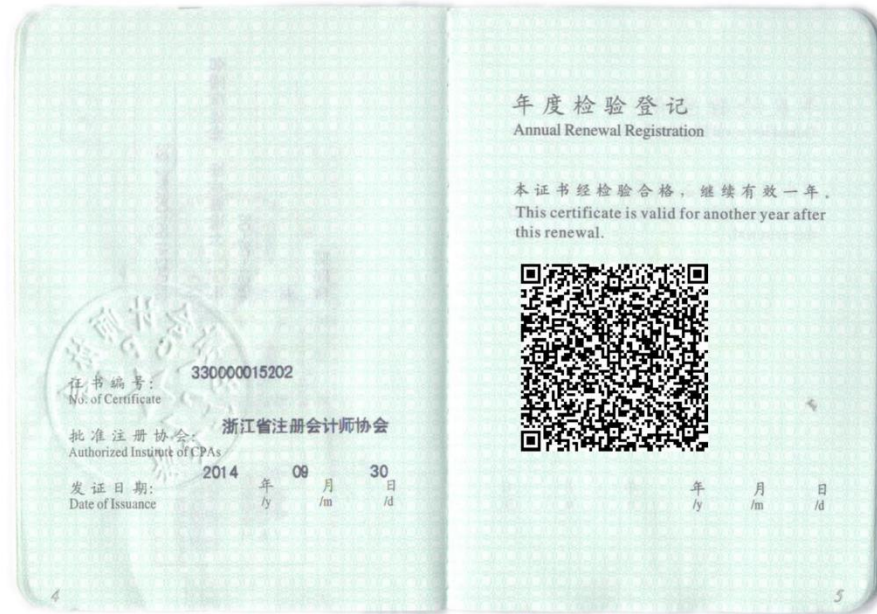 证书编号: 330000015202
No. of Certificate
批准注册协会: 浙江省注册会计师协会
Authorized Institute of CPAs
发证日期: 2014 年 09 月 30 日
Date of Issuance /y /m /d
4
年度检验登记
Annual Renewal Registration
本证书经检验合格，继续有效一年。
This certificate is valid for another year after
this renewal.
年 月 日
/y /m /d
5